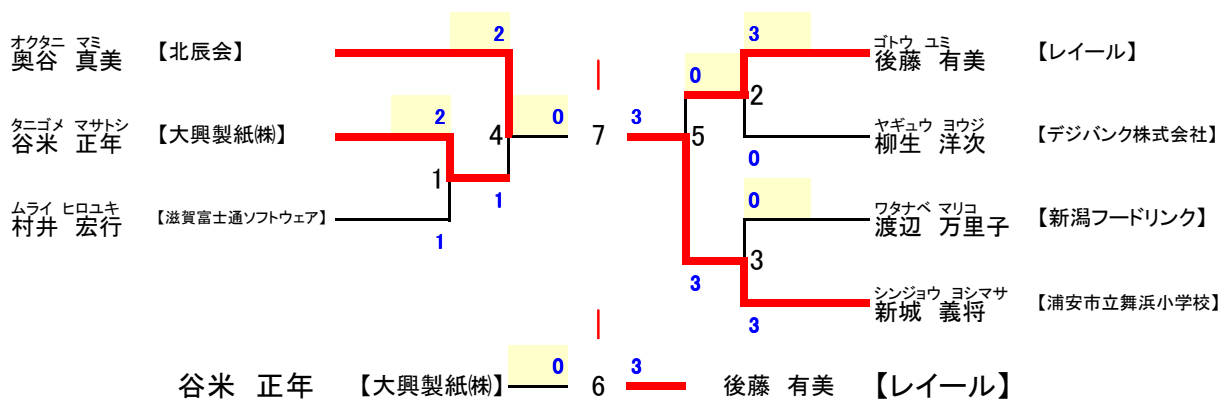 オクタニ マミ
奥谷 真美 【北辰会】
2
タニゴメ マサトシ
谷米 正年 【大興製紙㈱】
2
4
0
1
1
ムライ ヒロユキ
村井 宏行 【滋賀富士通ソフトウェア】
1
7
3
3
0
2
5
ゴトウ ユミ
後藤 有美 【レイール】
ヤギュウ ヨウジ
柳生 洋次 【デジバンク株式会社】
0
0
ワタナベ マリコ
渡辺 万里子 【新潟フードリンク】
3
3
シンジョウ ヨシマサ
新城 義将 【浦安市立舞浜小学校】
3
谷米 正年 【大興製紙㈱】 0 6 3 後藤 有美 【レイール】